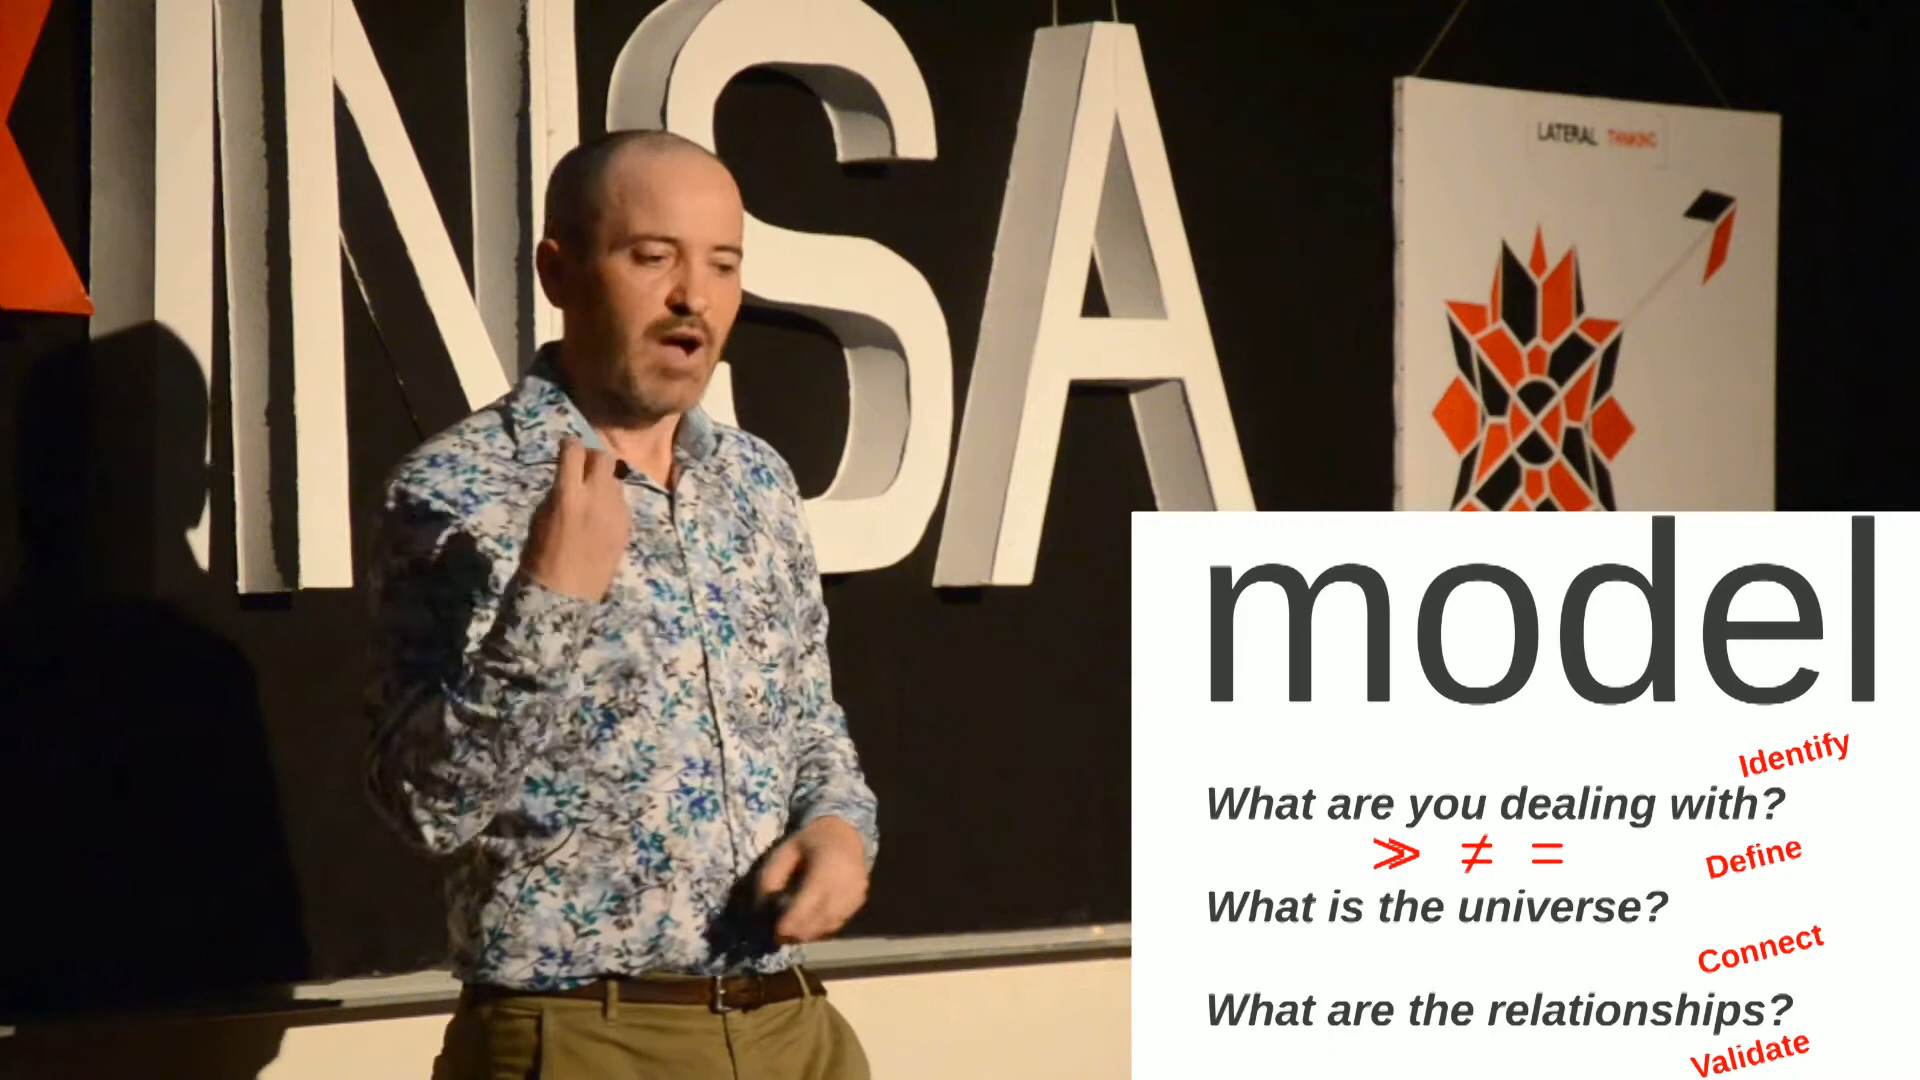 INSA
LATERAL THINKING
model
Identify
What are you dealing with?
≫ ≠ =
Define
What is the universe?
Connect
What are the relationships?
Validate